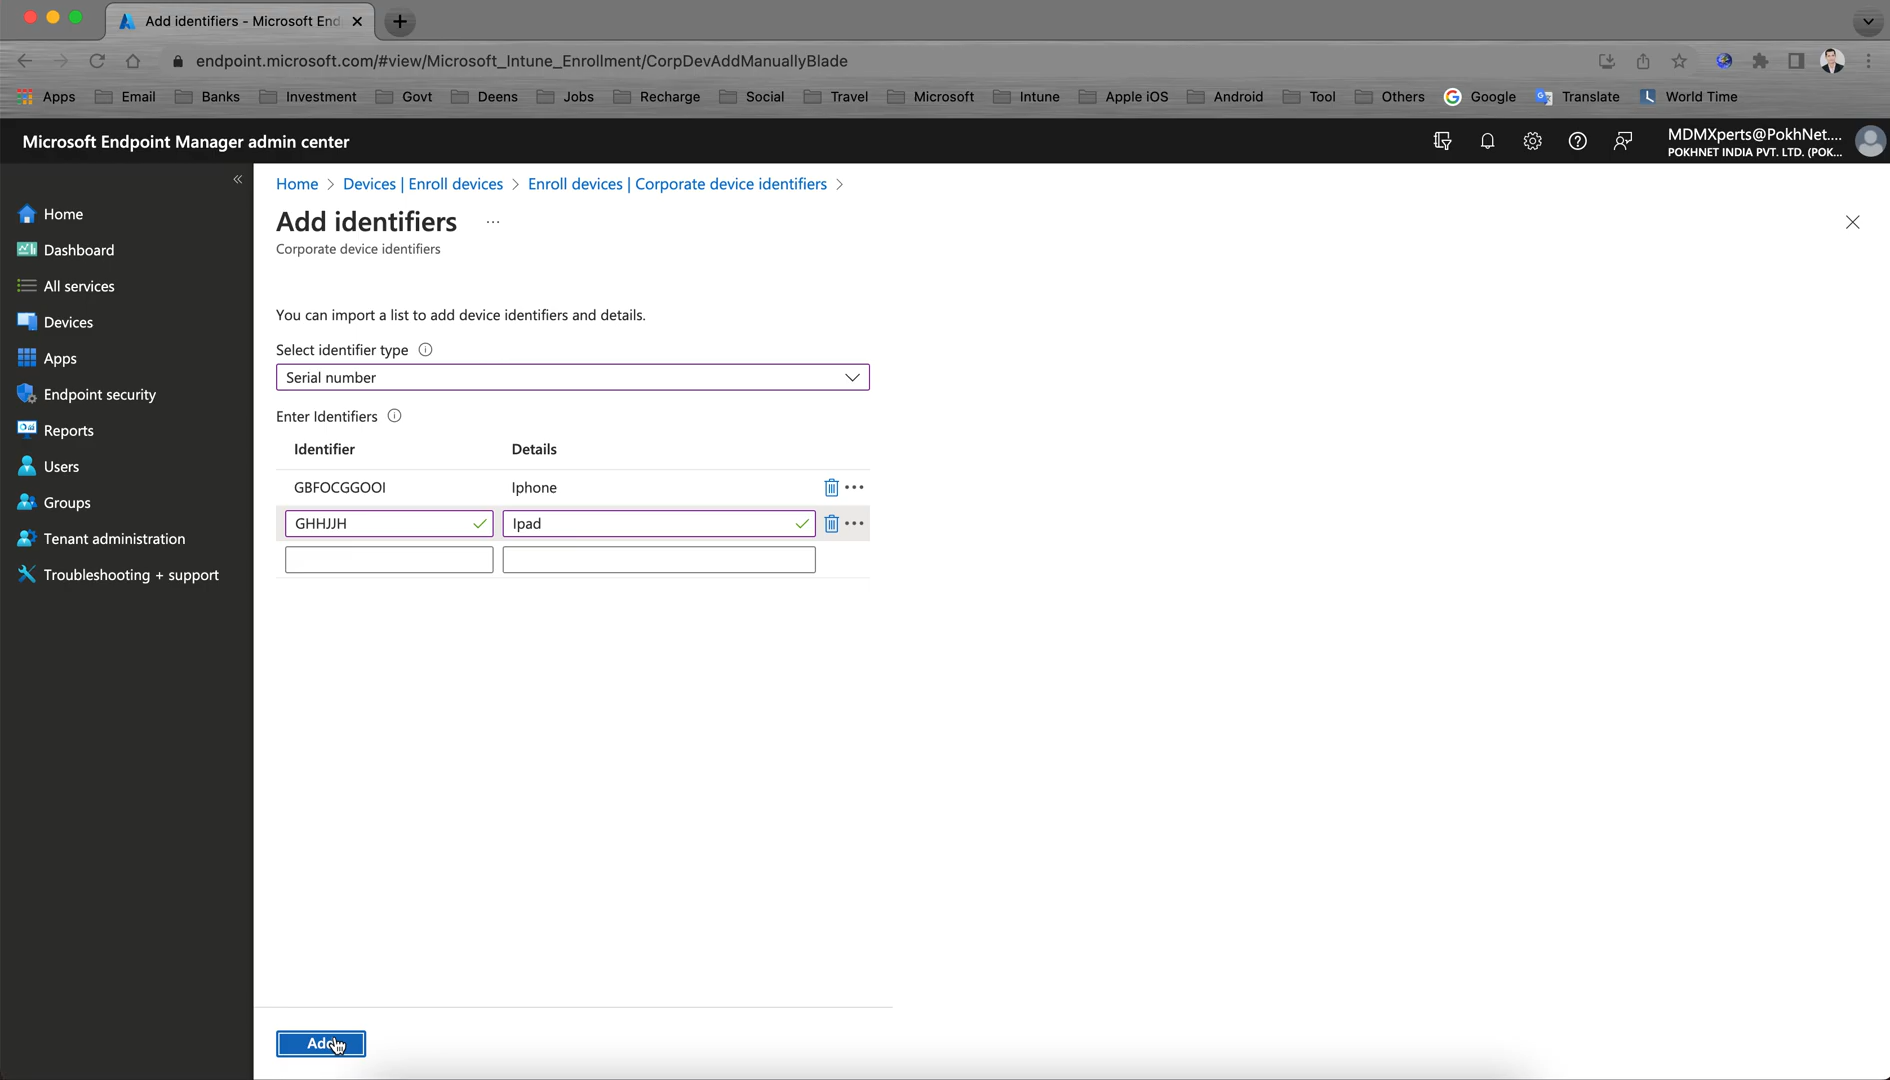 Add identifiers - Microsoft End
endpoint.microsoft.com/#view/Microsoft_Intune_Enrollment/CorpDevAddManuallyBlade
Apps Email Banks Investment Govt Deens Jobs Recharge Social Travel Microsoft Intune Apple iOS Android Tool Others Google Translate World Time
Microsoft Endpoint Manager admin center
MDMXperts@PokhNet....
POKHNET INDIA PVT. LTD. (POK...
Home > Devices | Enroll devices > Enroll devices | Corporate device identifiers >
Add identifiers ...
Corporate device identifiers
Home
Dashboard
All services
Devices
Apps
Endpoint security
Reports
Users
Groups
Tenant administration
Troubleshooting + support
You can import a list to add device identifiers and details.
Select identifier type
Serial number
Enter Identifiers
Identifier Details
GBFOCGGOOI Iphone
GHHJJH Ipad
Add